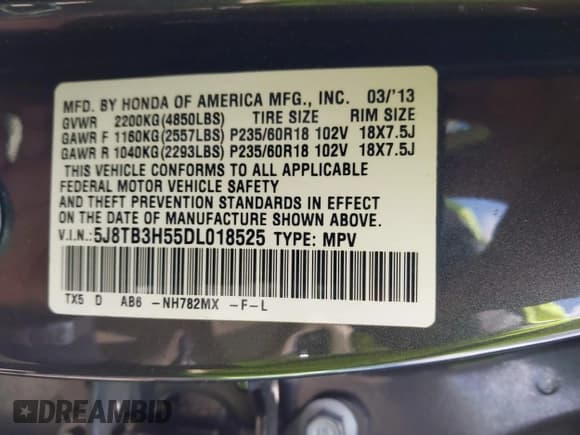 MFD. BY HONDA OF AMERICA MFG., INC. 03/'13
GVWR 2200KG(4850LBS) TIRE SIZE RIM SIZE
GAWR F 1160KG(2557LBS) P235/60R18 102V 18X7.5J
GAWR R 1040KG(2293LBS) P235/60R18 102V 18X7.5J
THIS VEHICLE CONFORMS TO ALL APPLICABLE
FEDERAL MOTOR VEHICLE SAFETY
AND THEFT PREVENTION STANDARDS IN EFFECT
ON THE DATE OF MANUFACTURE SHOWN ABOVE.
V.I.N.:5J8TB3H55DL018525 TYPE: MPV
TX5 D AB6 -NH782MX -F-L
DREAMBID